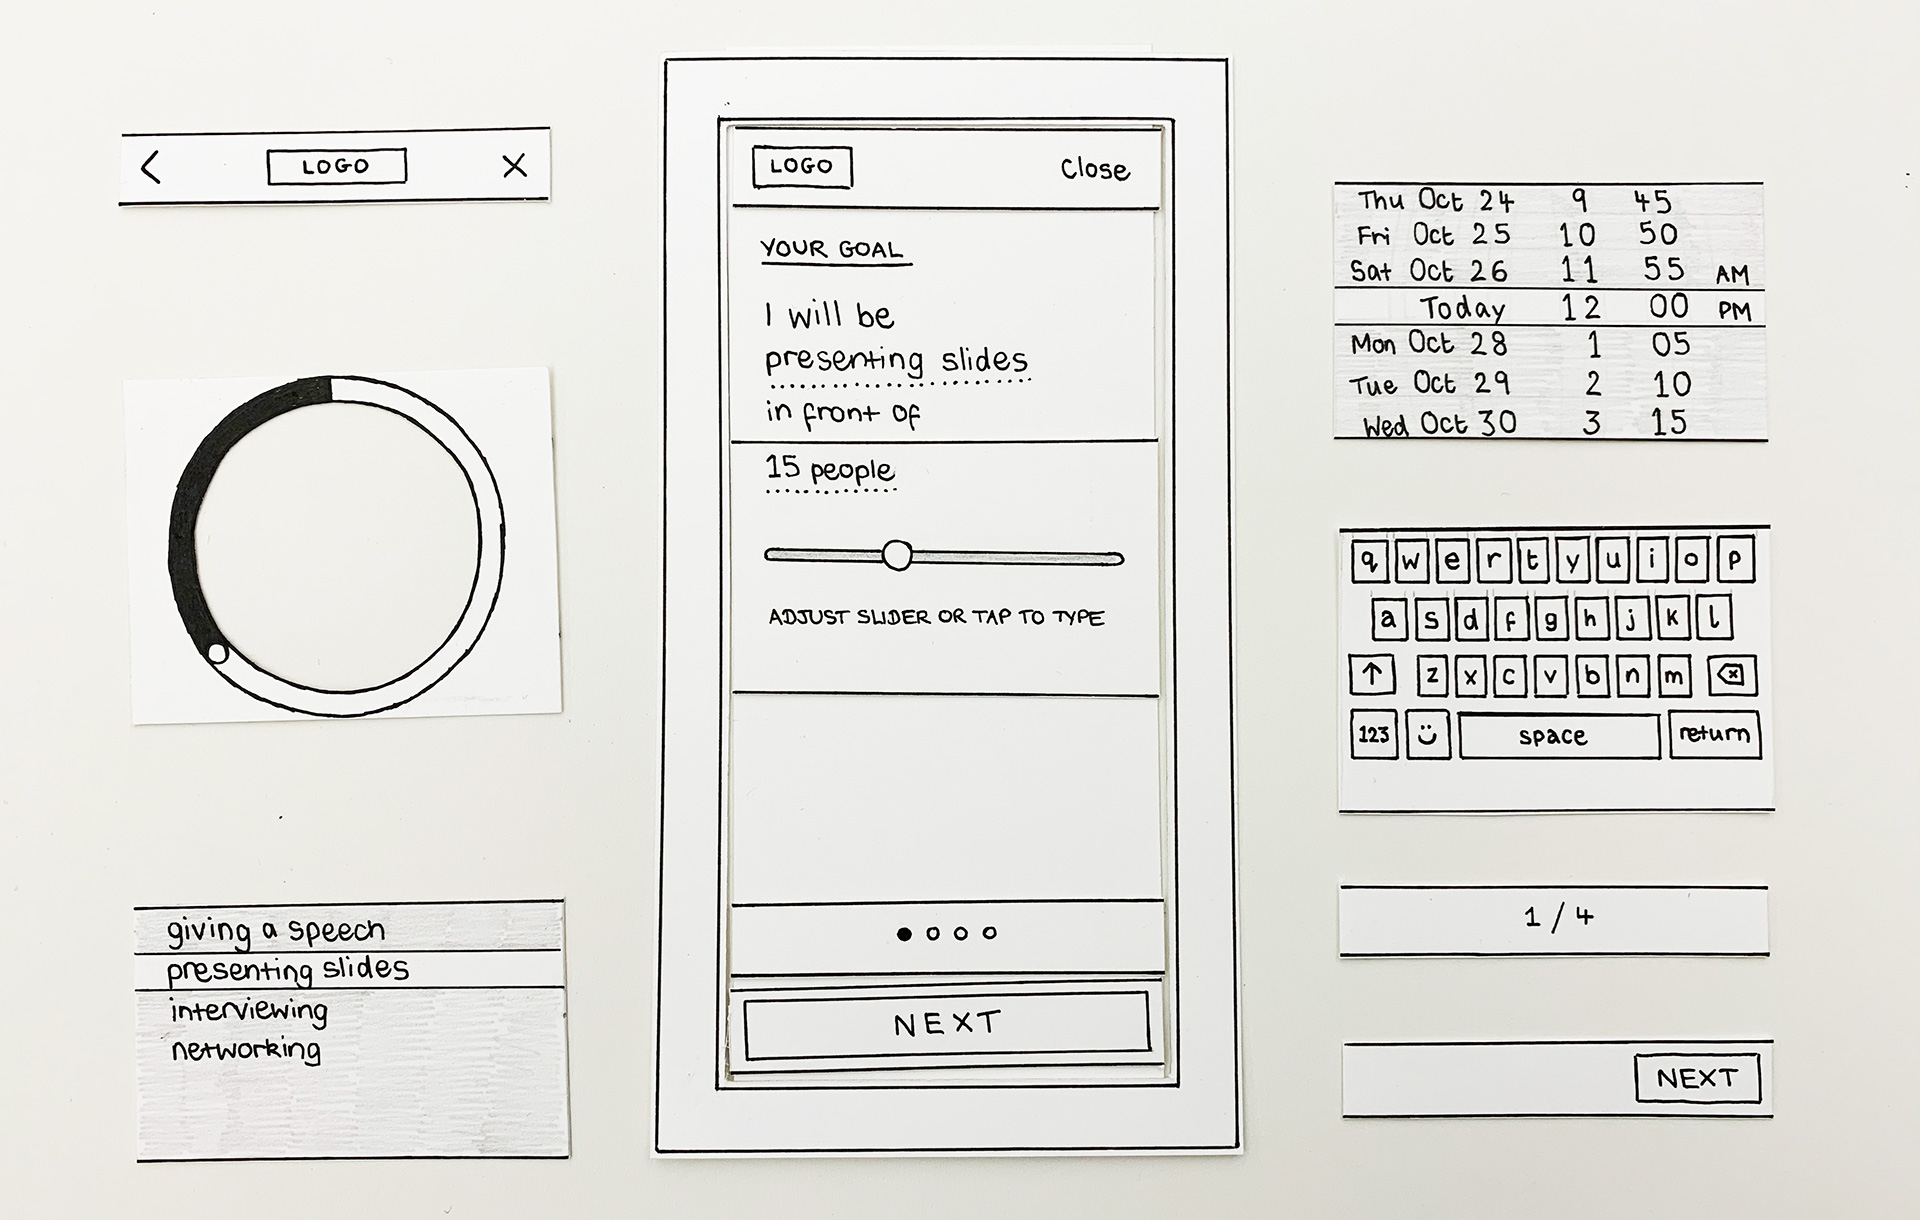 LOGO
giving a speech
presenting slides
interviewing
networking
LOGO Close
YOUR GOAL
I will be
presenting slides
in front of
15 people
ADJUST SLIDER OR TAP TO TYPE
NEXT
Thu Oct 24 9 45
Fri Oct 25 10 50
Sat Oct 26 11 55 AM
Today 12 00 PM
Mon Oct 28 1 05
Tue Oct 29 2 10
Wed Oct 30 3 15
q w e r t y u i o p
a s d f g h j k l
z x c v b n m
123 space return
1 / 4
NEXT